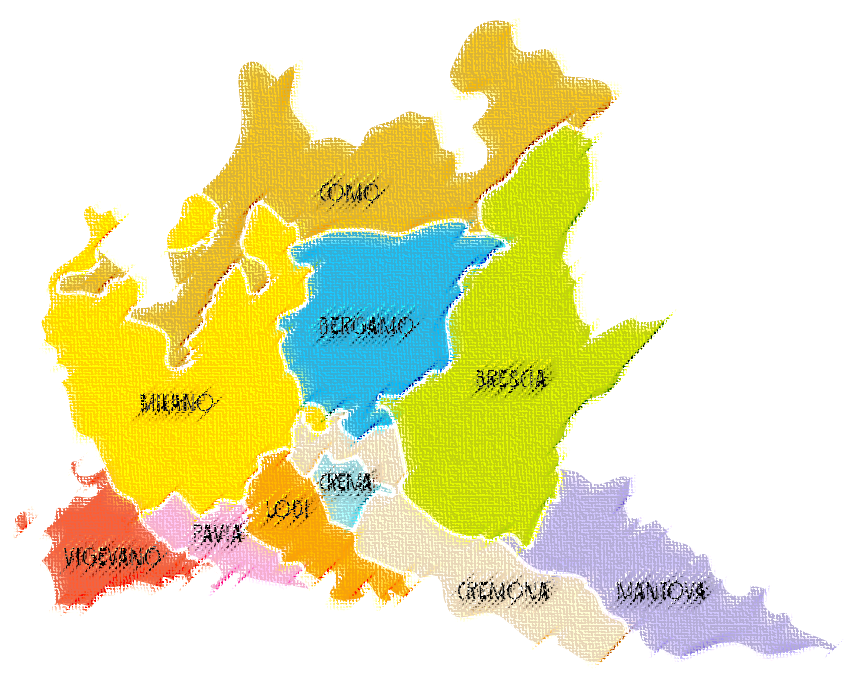 COMO
BERGAMO
BRESCIA
MILANO
CREMA
LODI
PAVIA
VIGEVANO
CREMONA
MANTOVA